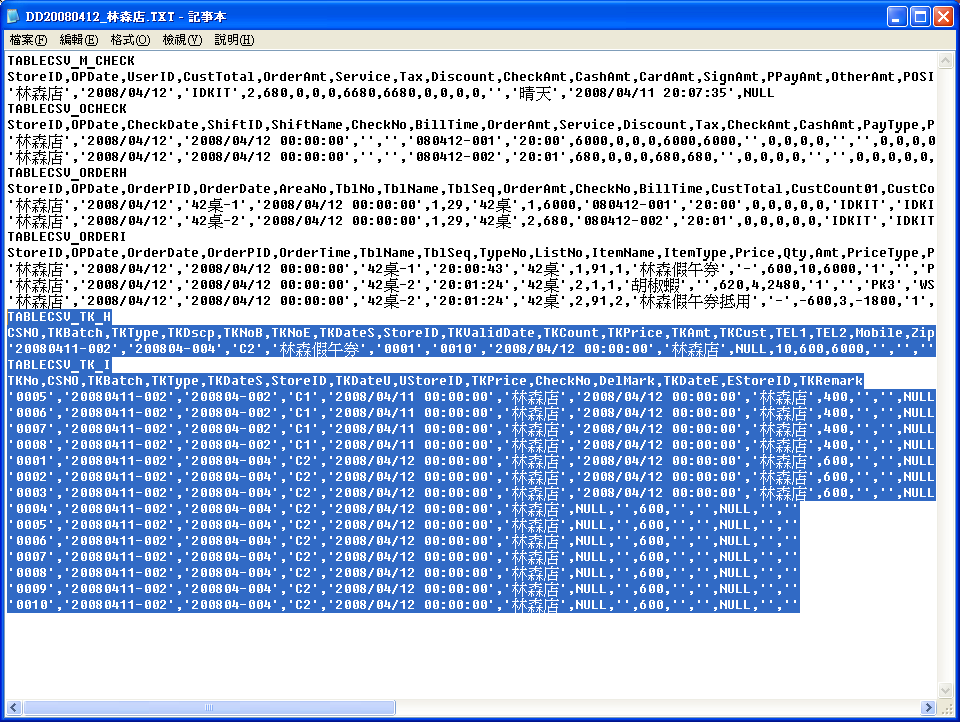 DD20080412_林森店.TXT - 記事本
檔案(F) 編輯(E) 格式(O) 檢視(V) 說明(H)
TABLECSV_M_CHECK
StoreID,OPDate,UserID,CustTotal,OrderAmt,Service,Tax,Discount,CheckAmt,CashAmt,CardAmt,SignAmt,PPayAmt,OtherAmt,POSI
'林森店','2008/04/12','IDKIT',2,680,0,0,0,6680,6680,0,0,0,0,'','晴天','2008/04/11 20:07:35',NULL
TABLECSV_OCHECK
StoreID,OPDate,CheckDate,ShiftID,ShiftName,CheckNo,BillTime,OrderAmt,Service,Discount,Tax,CheckAmt,CashAmt,PayType,P
'林森店','2008/04/12','2008/04/12 00:00:00','','','080412-001','20:00',6000,0,0,0,6000,6000,'',0,0,0,0,'','',0,0,0,0
'林森店','2008/04/12','2008/04/12 00:00:00','','','080412-002','20:01',680,0,0,0,680,680,'',0,0,0,0,'','',0,0,0,0,0,
TABLECSV_ORDERH
StoreID,OPDate,OrderPID,OrderDate,AreaNo,TblNo,TblName,TblSeq,OrderAmt,CheckNo,BillTime,CustTotal,CustCount01,CustCo
'林森店','2008/04/12','42桌-1','2008/04/12 00:00:00',1,29,'42桌',1,6000,'080412-001','20:00',0,0,0,0,0,'IDKIT','IDKI
'林森店','2008/04/12','42桌-2','2008/04/12 00:00:00',1,29,'42桌',2,680,'080412-002','20:01',0,0,0,0,0,'IDKIT','IDKIT
TABLECSV_ORDERI
StoreID,OPDate,OrderDate,OrderPID,OrderTime,TblName,TblSeq,TypeNo,ListNo,ItemName,ItemType,Price,Qty,Amt,PriceType,P
'林森店','2008/04/12','2008/04/12 00:00:00','42桌-1','20:00:43','42桌',1,91,1,'林森假午券','-',600,10,6000,'1','','P
'林森店','2008/04/12','2008/04/12 00:00:00','42桌-2','20:01:24','42桌',2,1,1,'胡椒蝦','',620,4,2480,'1','','PK3','WS
'林森店','2008/04/12','2008/04/12 00:00:00','42桌-2','20:01:24','42桌',2,91,2,'林森假午券抵用','-',-600,3,-1800,'1',
TABLECSV_TK_H
CSNO,TKBatch,TKType,TKDscp,TKNoB,TKNoE,TKDateS,StoreID,TKValidDate,TKCount,TKPrice,TKAmt,TKCust,TEL1,TEL2,Mobile,Zip
'20080411-002','200804-004','C2','林森假午券','0001','0010','2008/04/12 00:00:00','林森店',NULL,10,600,6000,'','',''
TABLECSV_TK_I
TKNo,CSNO,TKBatch,TKType,TKDateS,StoreID,TKDateU,UStoreID,TKPrice,CheckNo,DelMark,TKDateE,EStoreID,TKRemark
'0005','20080411-002','200804-002','C1','2008/04/11 00:00:00','林森店','2008/04/12 00:00:00','林森店',400,'','',NULL
'0006','20080411-002','200804-002','C1','2008/04/11 00:00:00','林森店','2008/04/12 00:00:00','林森店',400,'','',NULL
'0007','20080411-002','200804-002','C1','2008/04/11 00:00:00','林森店','2008/04/12 00:00:00','林森店',400,'','',NULL
'0008','20080411-002','200804-002','C1','2008/04/11 00:00:00','林森店','2008/04/12 00:00:00','林森店',400,'','',NULL
'0001','20080411-002','200804-004','C2','2008/04/12 00:00:00','林森店','2008/04/12 00:00:00','林森店',600,'','',NULL
'0002','20080411-002','200804-004','C2','2008/04/12 00:00:00','林森店','2008/04/12 00:00:00','林森店',600,'','',NULL
'0003','20080411-002','200804-004','C2','2008/04/12 00:00:00','林森店','2008/04/12 00:00:00','林森店',600,'','',NULL
'0004','20080411-002','200804-004','C2','2008/04/12 00:00:00','林森店',NULL,'',600,'','',NULL,'',''
'0005','20080411-002','200804-004','C2','2008/04/12 00:00:00','林森店',NULL,'',600,'','',NULL,'',''
'0006','20080411-002','200804-004','C2','2008/04/12 00:00:00','林森店',NULL,'',600,'','',NULL,'',''
'0007','20080411-002','200804-004','C2','2008/04/12 00:00:00','林森店',NULL,'',600,'','',NULL,'',''
'0008','20080411-002','200804-004','C2','2008/04/12 00:00:00','林森店',NULL,'',600,'','',NULL,'',''
'0009','20080411-002','200804-004','C2','2008/04/12 00:00:00','林森店',NULL,'',600,'','',NULL,'',''
'0010','20080411-002','200804-004','C2','2008/04/12 00:00:00','林森店',NULL,'',600,'','',NULL,'',''